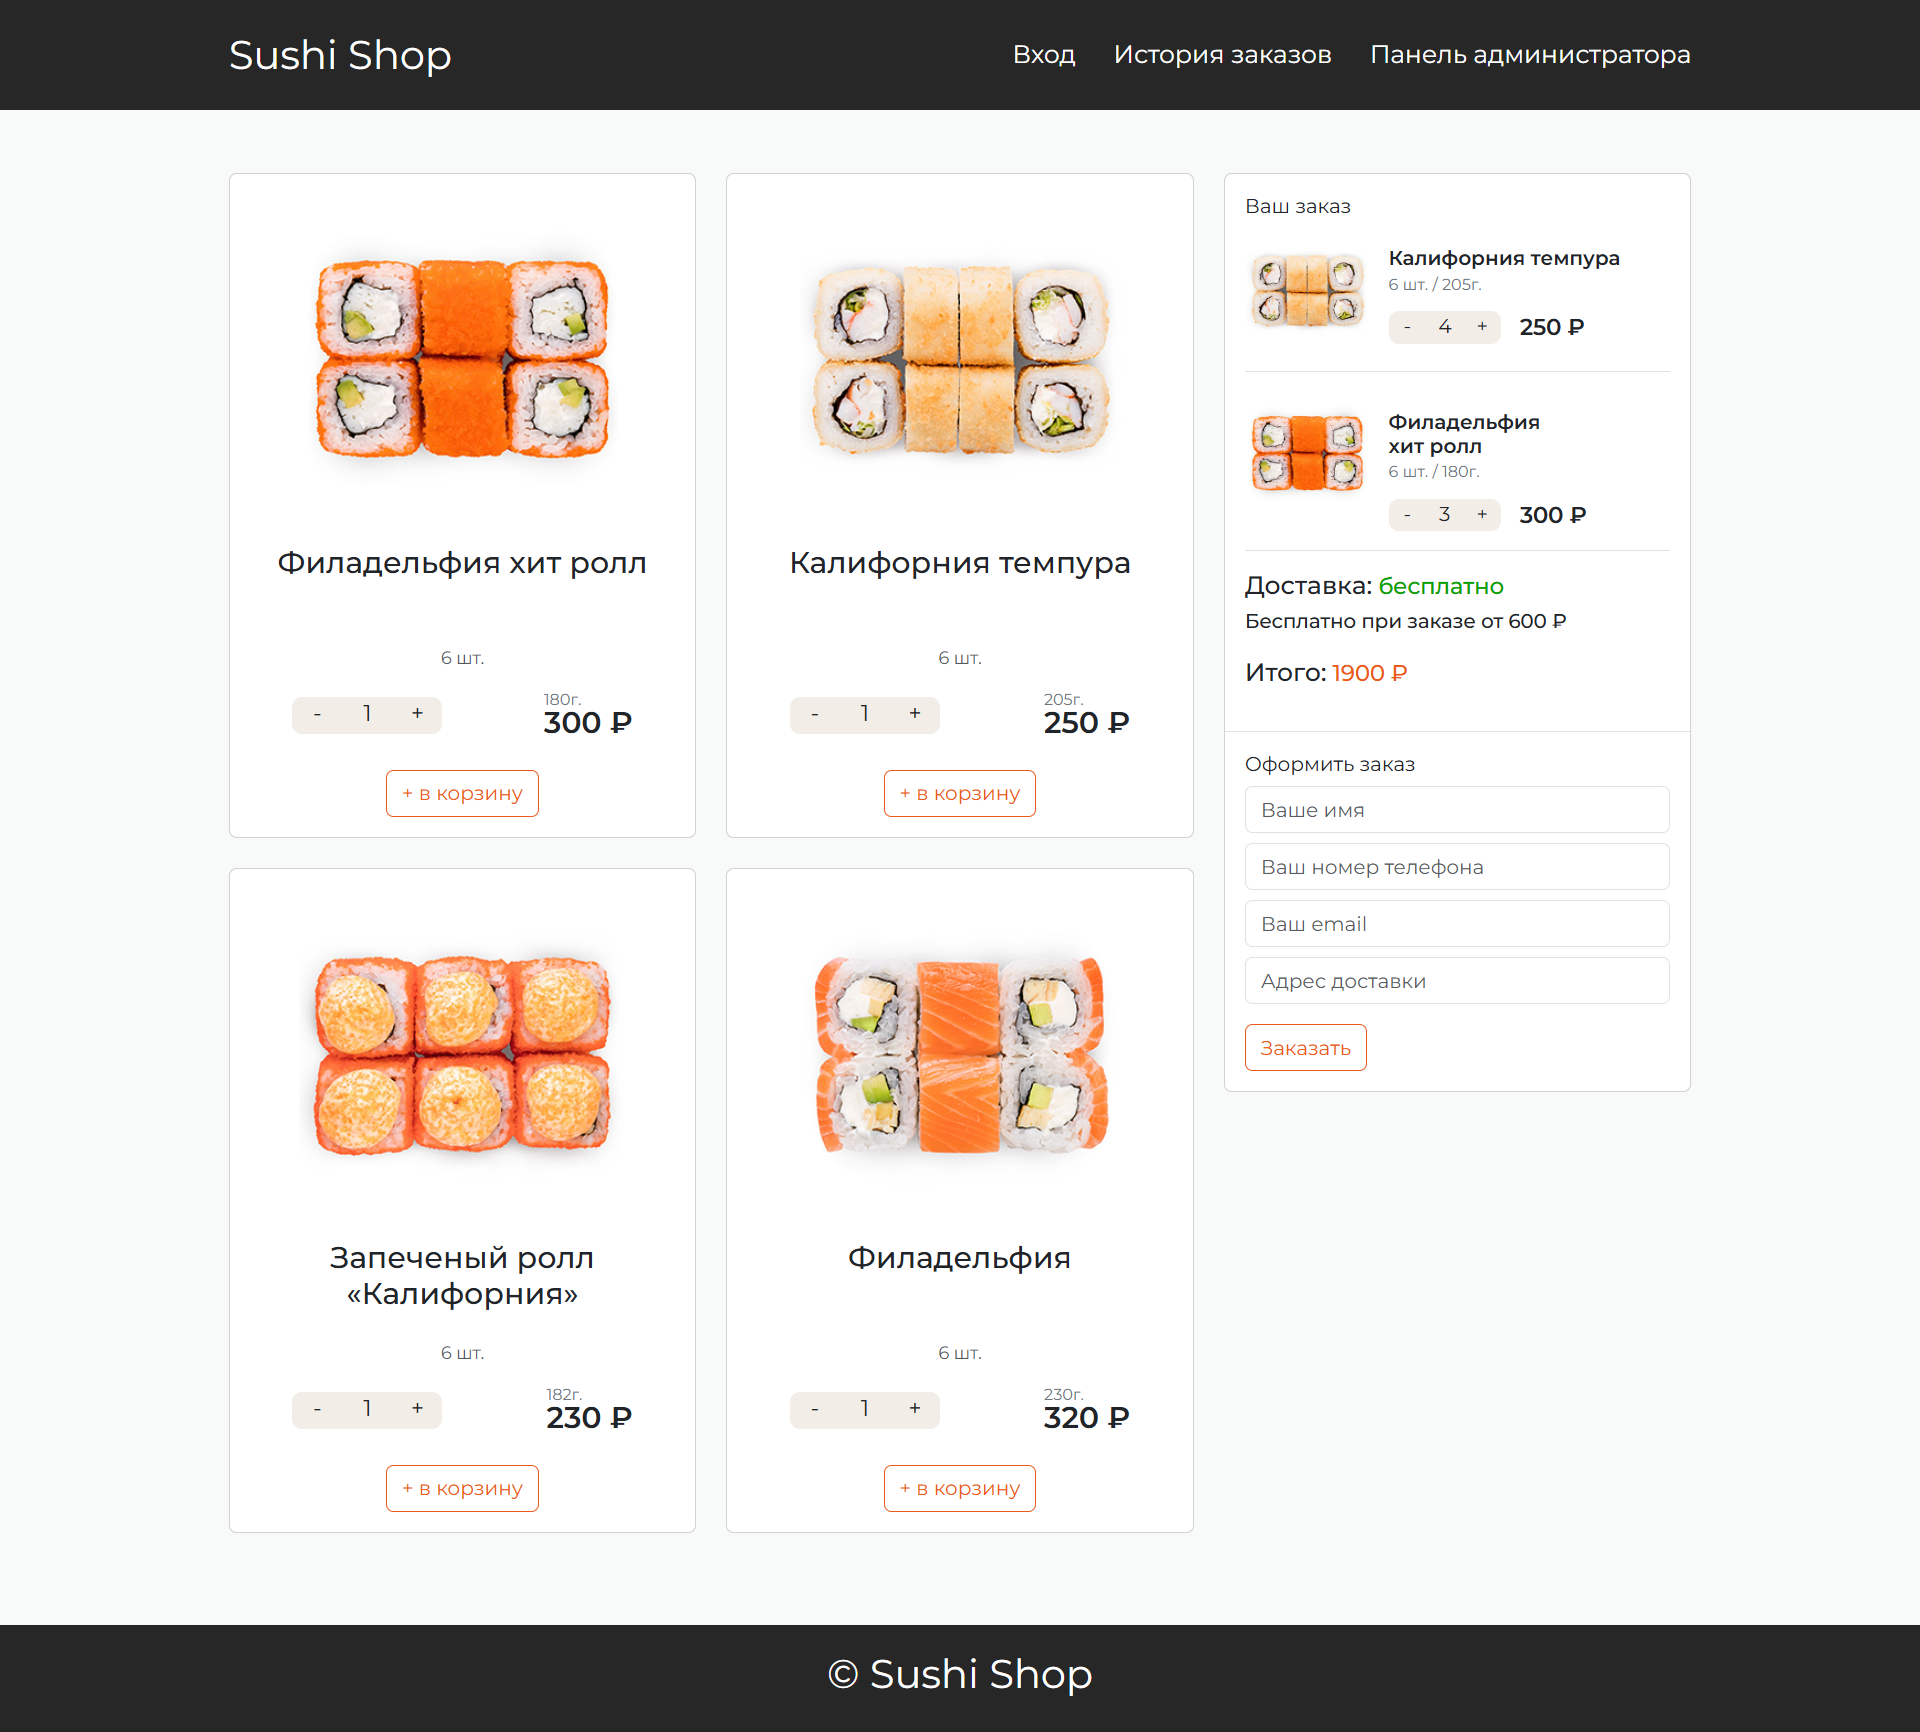 Sushi Shop
Вход
История заказов
Панель администратора
Филадельфия хит ролл
6 шт.
- 1 +
180г.
300 ₽
+ в корзину
Калифорния темпура
6 шт.
- 1 +
205г.
250 ₽
+ в корзину
Запеченый ролл
«Калифорния»
6 шт.
- 1 +
182г.
230 ₽
+ в корзину
Филадельфия
6 шт.
- 1 +
230г.
320 ₽
+ в корзину
Ваш заказ
Калифорния темпура
6 шт. / 205г.
- 4 + 250 ₽
Филадельфия
хит ролл
6 шт. / 180г.
- 3 + 300 ₽
Доставка: бесплатно
Бесплатно при заказе от 600 ₽
Итого: 1900 ₽
Оформить заказ
Ваше имя
Ваш номер телефона
Ваш email
Адрес доставки
Заказать
© Sushi Shop